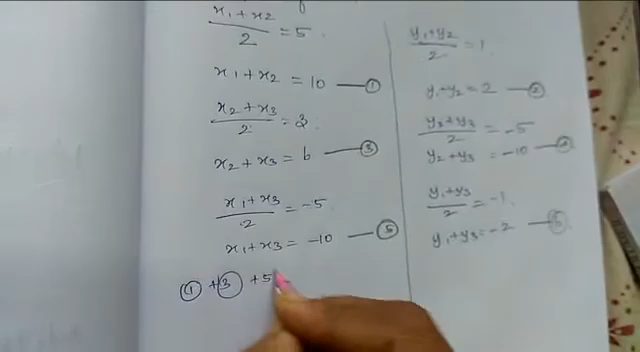 x₁ + x₂ / 2 = 5
x₁ + x₂ = 10 —— ①
x₂ + x₃ / 2 = 3
x₂ + x₃ = 6 —— ③
x₁ + x₃ / 2 = -5
x₁ + x₃ = -10 —— ⑤
① + ③ + 5
y₁ + y₂ / 2 = 1
y₁ + y₂ = 2 —— ②
y₂ + y₃ / 2 = -5
y₂ + y₃ = -10 —— ④
y₁ + y₃ / 2 = -1
y₁ + y₃ = -2 —— ⑥